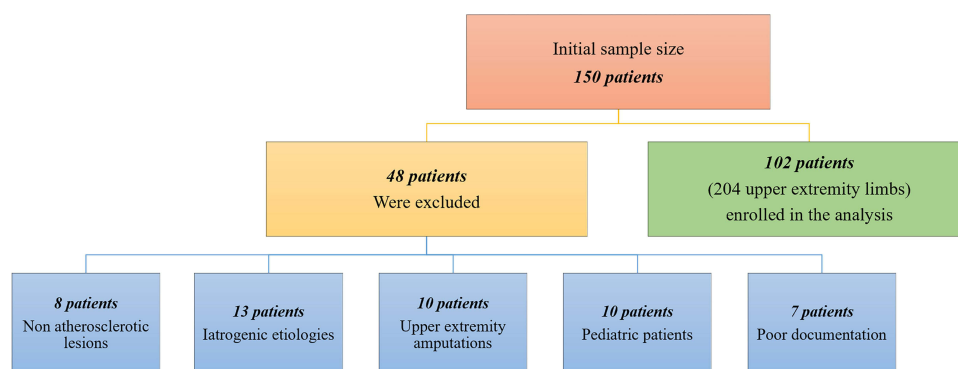 Initial sample size
150 patients
48 patients
Were excluded
102 patients
(204 upper extremity limbs)
enrolled in the analysis
8 patients
Non atherosclerotic
lesions
13 patients
Iatrogenic etiologies
10 patients
Upper extremity
amputations
10 patients
Pediatric patients
7 patients
Poor documentation